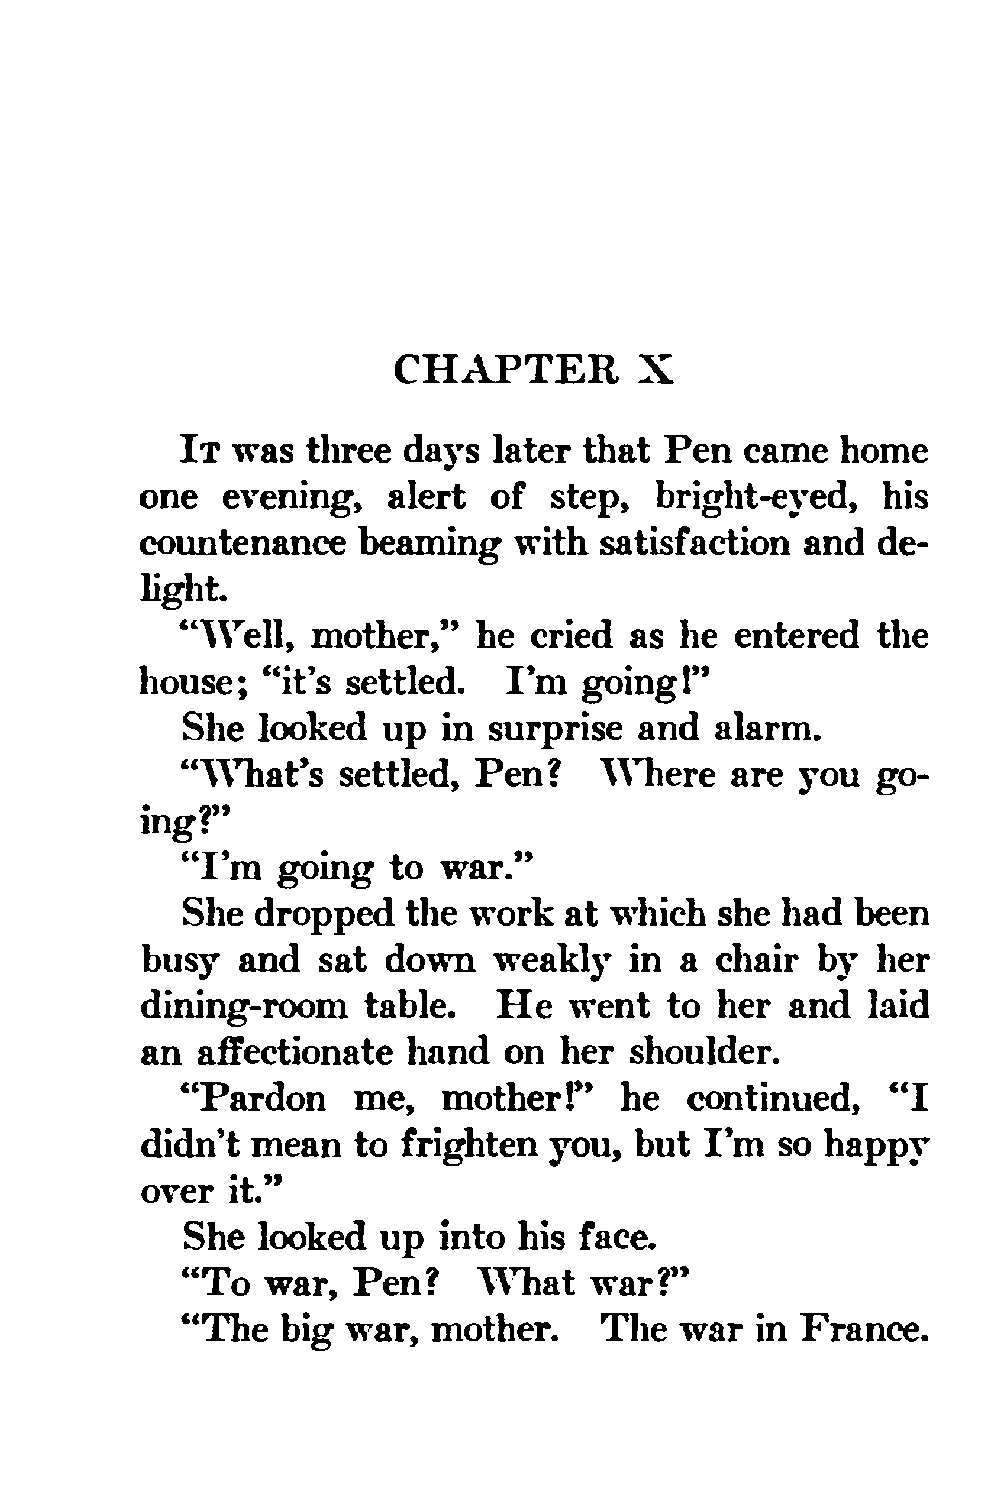 CHAPTER X
It was three days later that Pen came home
one evening, alert of step, bright-eyed, his
countenance beaming with satisfaction and de-
light.
“Well, mother,” he cried as he entered the
house; “it’s settled. I’m going!”
She looked up in surprise and alarm.
“What’s settled, Pen? Where are you go-
ing?”
“I’m going to war.”
She dropped the work at which she had been
busy and sat down weakly in a chair by her
dining-room table. He went to her and laid
an affectionate hand on her shoulder.
“Pardon me, mother!” he continued, “I
didn’t mean to frighten you, but I’m so happy
over it.”
She looked up into his face.
“To war, Pen? What war?”
“The big war, mother. The war in France.